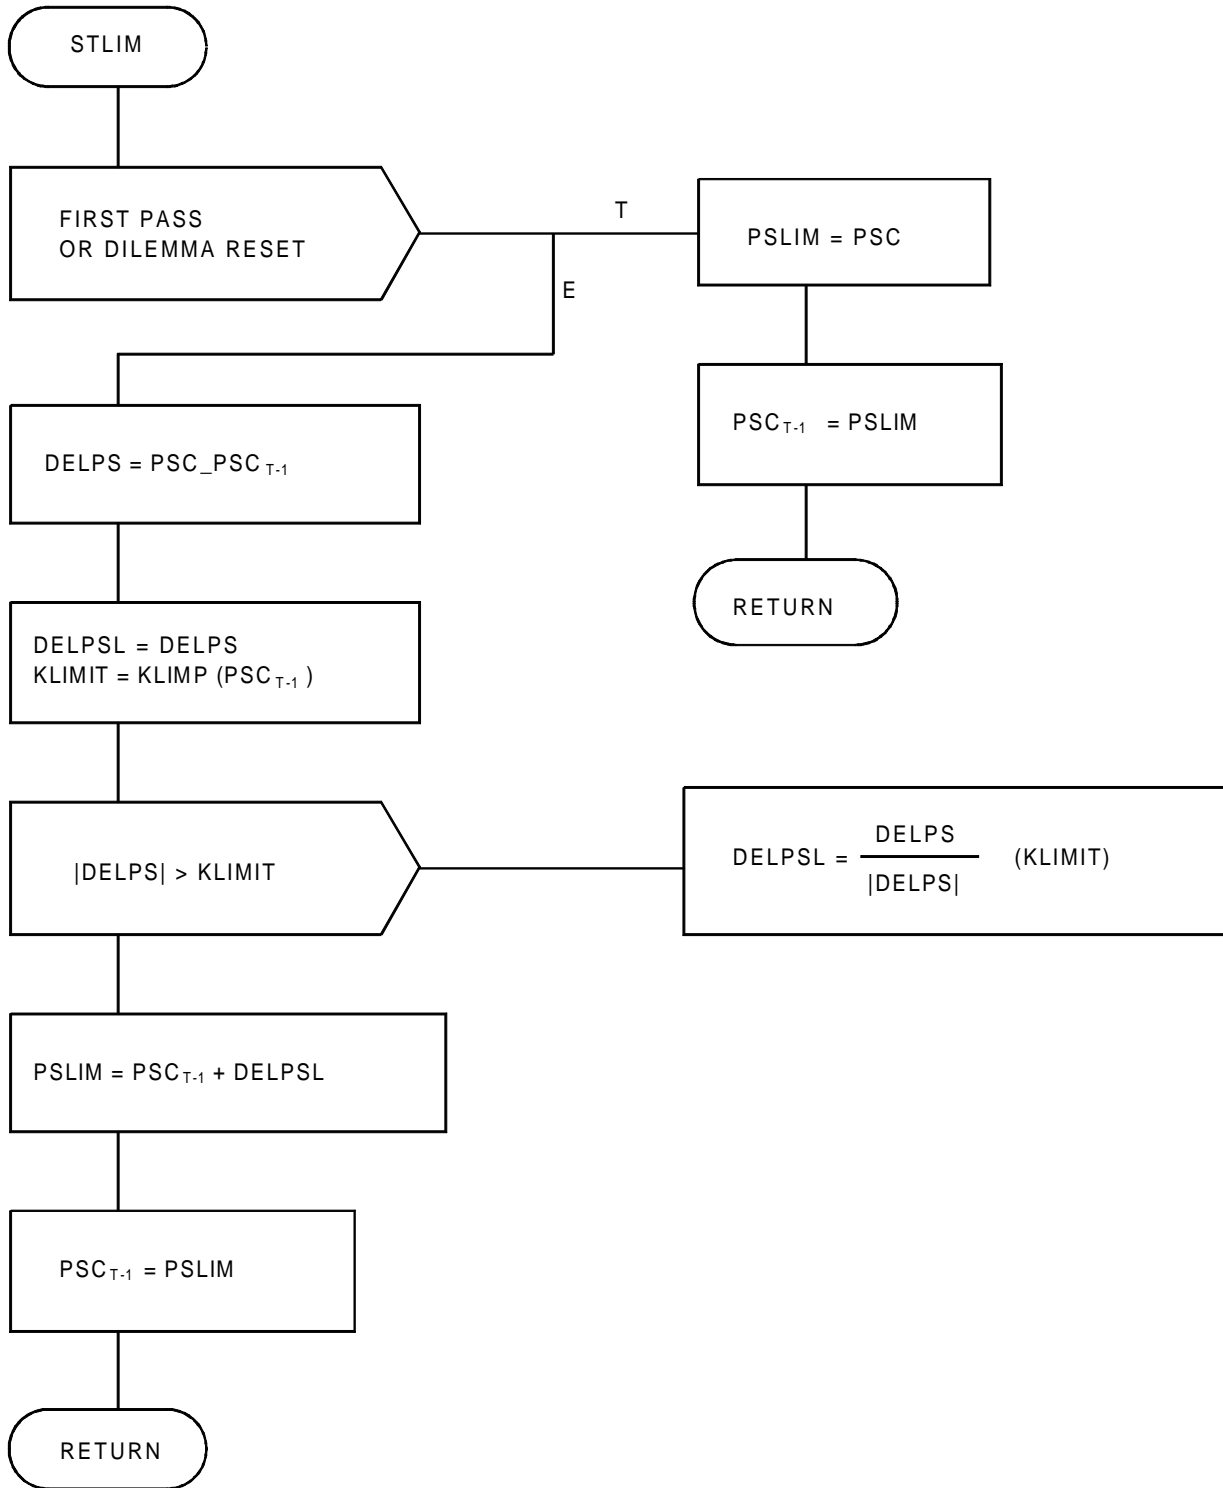 STLIM
FIRST PASS
OR DILEMMA RESET
T
E
PSLIM = PSC
PSC T-1 = PSLIM
RETURN
DELPS = PSC_PSC T-1
DELPSL = DELPS
KLIMIT = KLIMP (PSC T-1 )
|DELPS| > KLIMIT
DELPS
DELPSL = (KLIMIT)
|DELPS|
PSLIM = PSC T-1 + DELPSL
PSC T-1 = PSLIM
RETURN